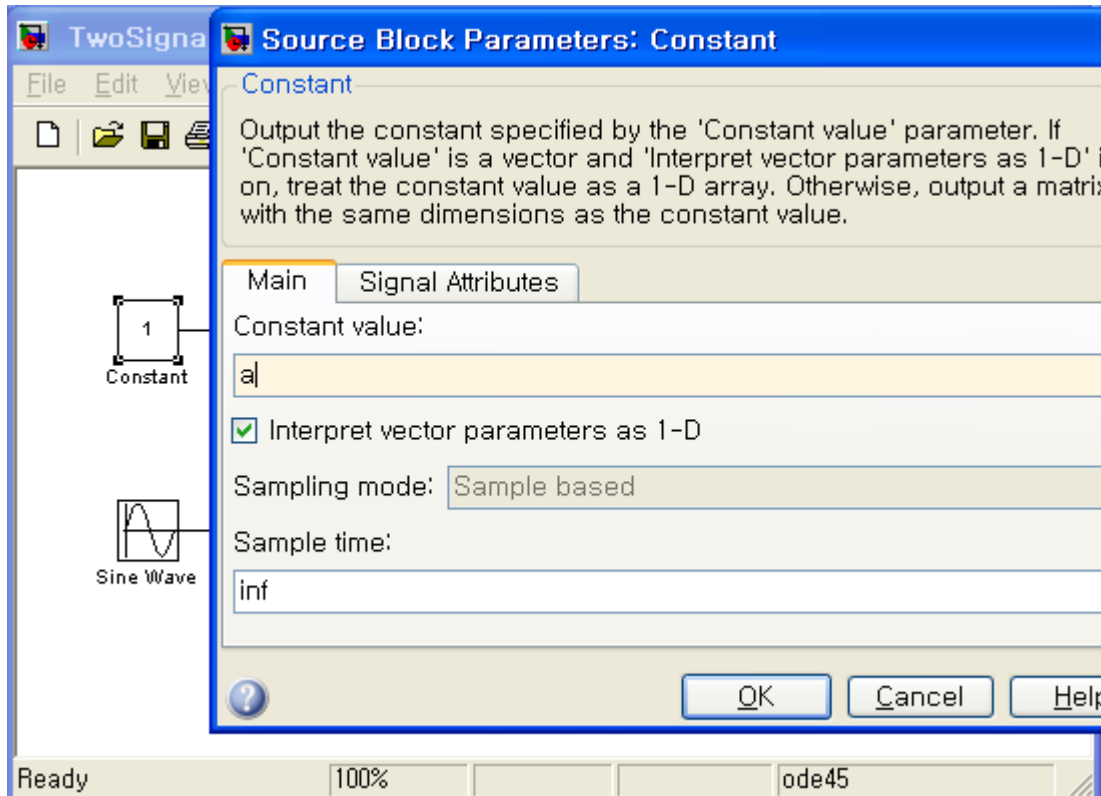 TwoSigna
Source Block Parameters: Constant
File Edit View
Constant
Output the constant specified by the 'Constant value' parameter. If
'Constant value' is a vector and 'Interpret vector parameters as 1-D' i
on, treat the constant value as a 1-D array. Otherwise, output a matrix
with the same dimensions as the constant value.
Main Signal Attributes
1
Constant
Constant value:
a
Interpret vector parameters as 1-D
Sampling mode: Sample based
Sine Wave
Sample time:
inf
OK Cancel Help
Ready 100% ode45